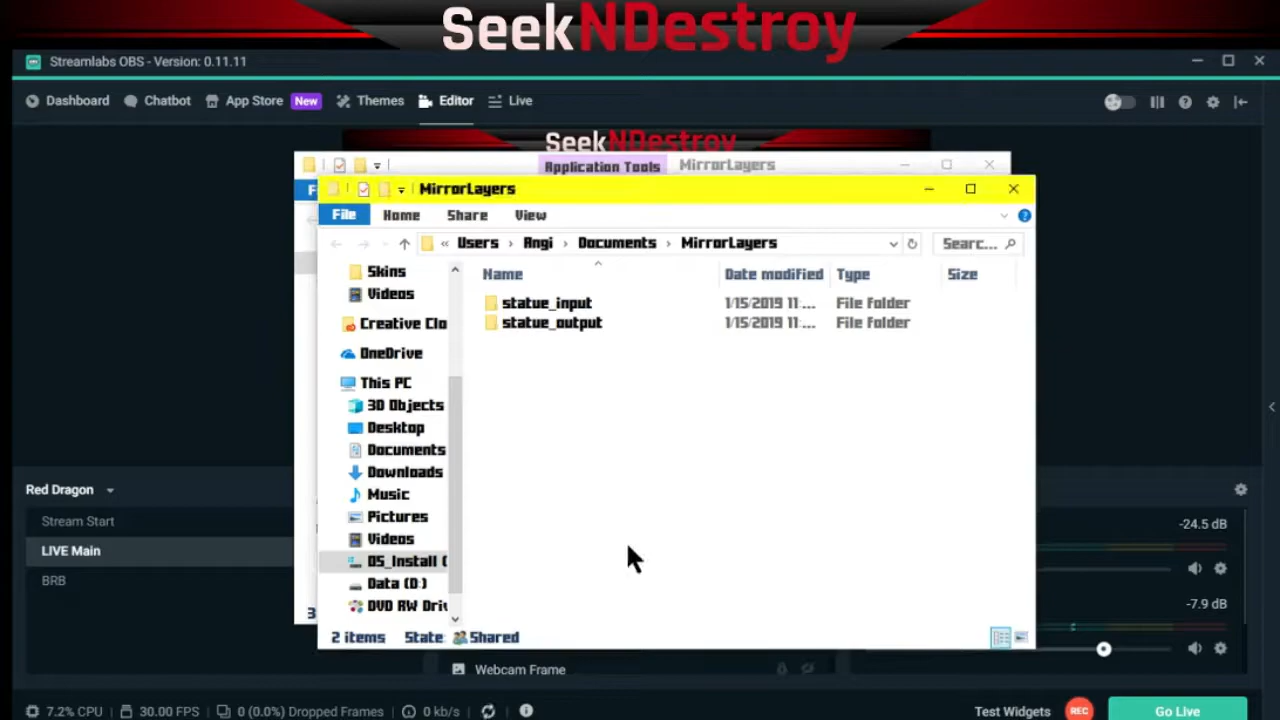 SeekNDestroy
Streamlabs OBS - Version: 0.11.11
Dashboard Chatbot App Store New Themes Editor Live
SeekNDestroy
Application Tools MirrorLayers
F MirrorLayers
File Home Share View
« Users › Angi › Documents › MirrorLayers Searc...
Name Date modified Type Size
Skins
Videos
Creative Clo
OneDrive
This PC
3D Objects
Desktop
Documents
Downloads
Music
Pictures
Videos
OS_Install (
Data (D:)
DVD RW Driv
statue_input 1/15/2019 11:... File folder
statue_output 1/15/2019 11:... File folder
3
2 items State: Shared
Red Dragon
Stream Start
LIVE Main
BRB
-24.5 dB
-7.9 dB
Webcam Frame
7.2% CPU 30.00 FPS 0 (0.0%) Dropped Frames 0 kb/s Test Widgets REC Go Live